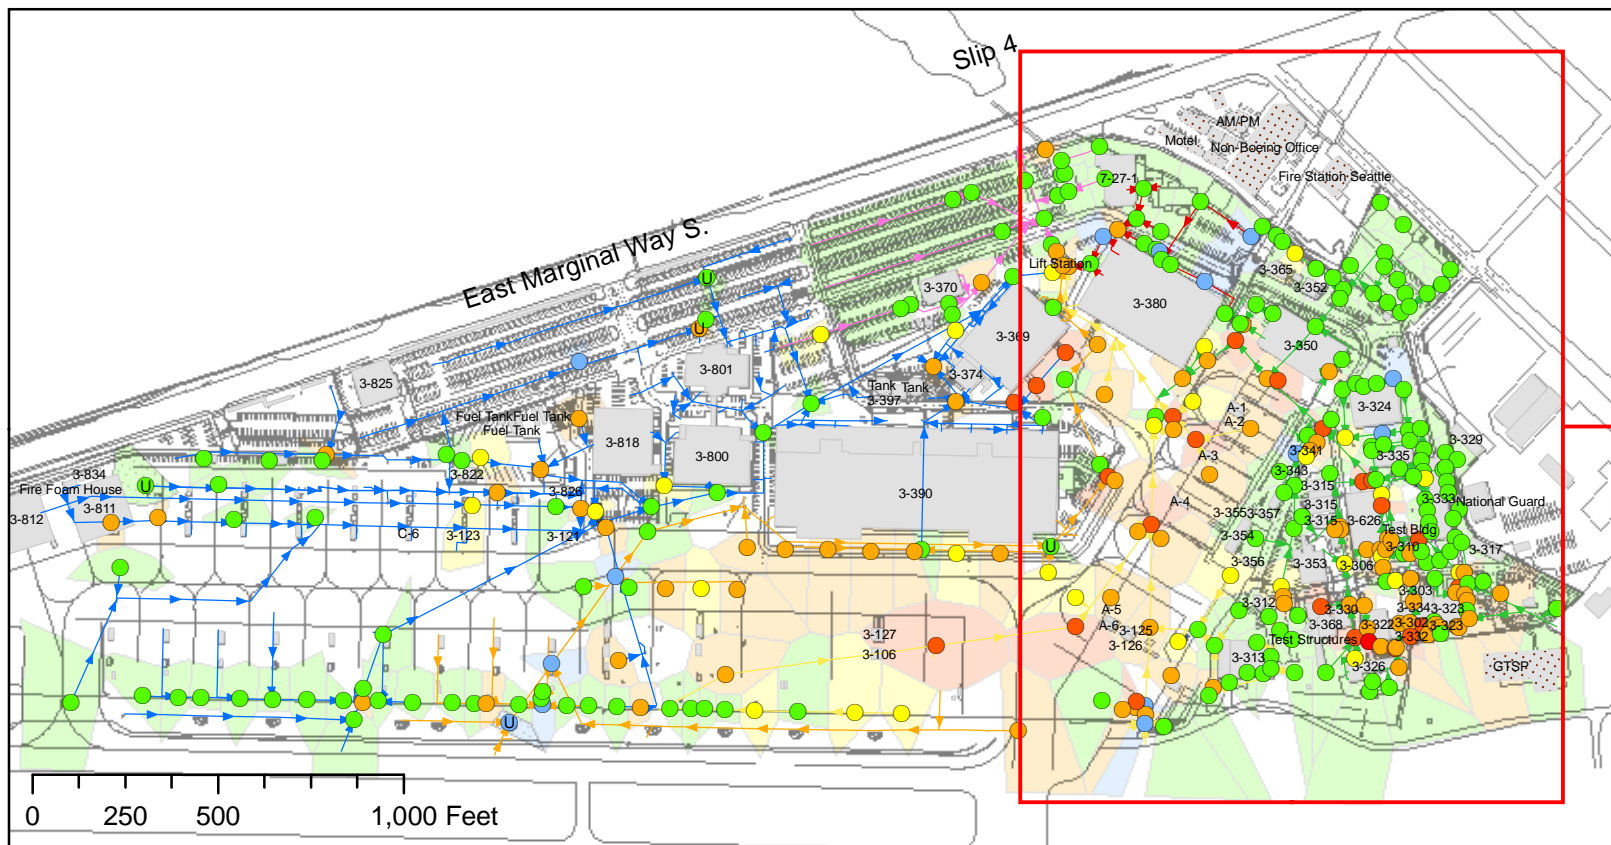 Slip 4
AM/PM
Motel
Non-Boeing Office
Fire Station Seattle
7-27-1
East Marginal Way S.
U
Lift Station
3-365
3-352
3-370
3-380
U
3-369
3-350
3-801
3-374
3-825
Tank
Tank
3-397
3-324
A-1
A-2
Fuel Tank
Fuel Tank
Fuel Tank
3-818
3-329
3-341
3-335
A-3
3-800
3-834
3-822
3-343
Fire Foam House
U
3-826
3-390
3-315
3-333
National Guard
A-4
3-315
3-811
3-812
3-355
3-357
3-315
3-626
Test Bldg
C-6
3-123
3-121
3-354
U
3-310
3-317
3-356
3-353
3-306
3-303
A-5
3-312
3-330
3-334
3-323
A-6
3-125
3-368
3-322
3-302
3-323
3-127
3-126
Test Structures
3-332
3-106
3-313
3-326
GTSP
U
0
250
500
1,000 Feet